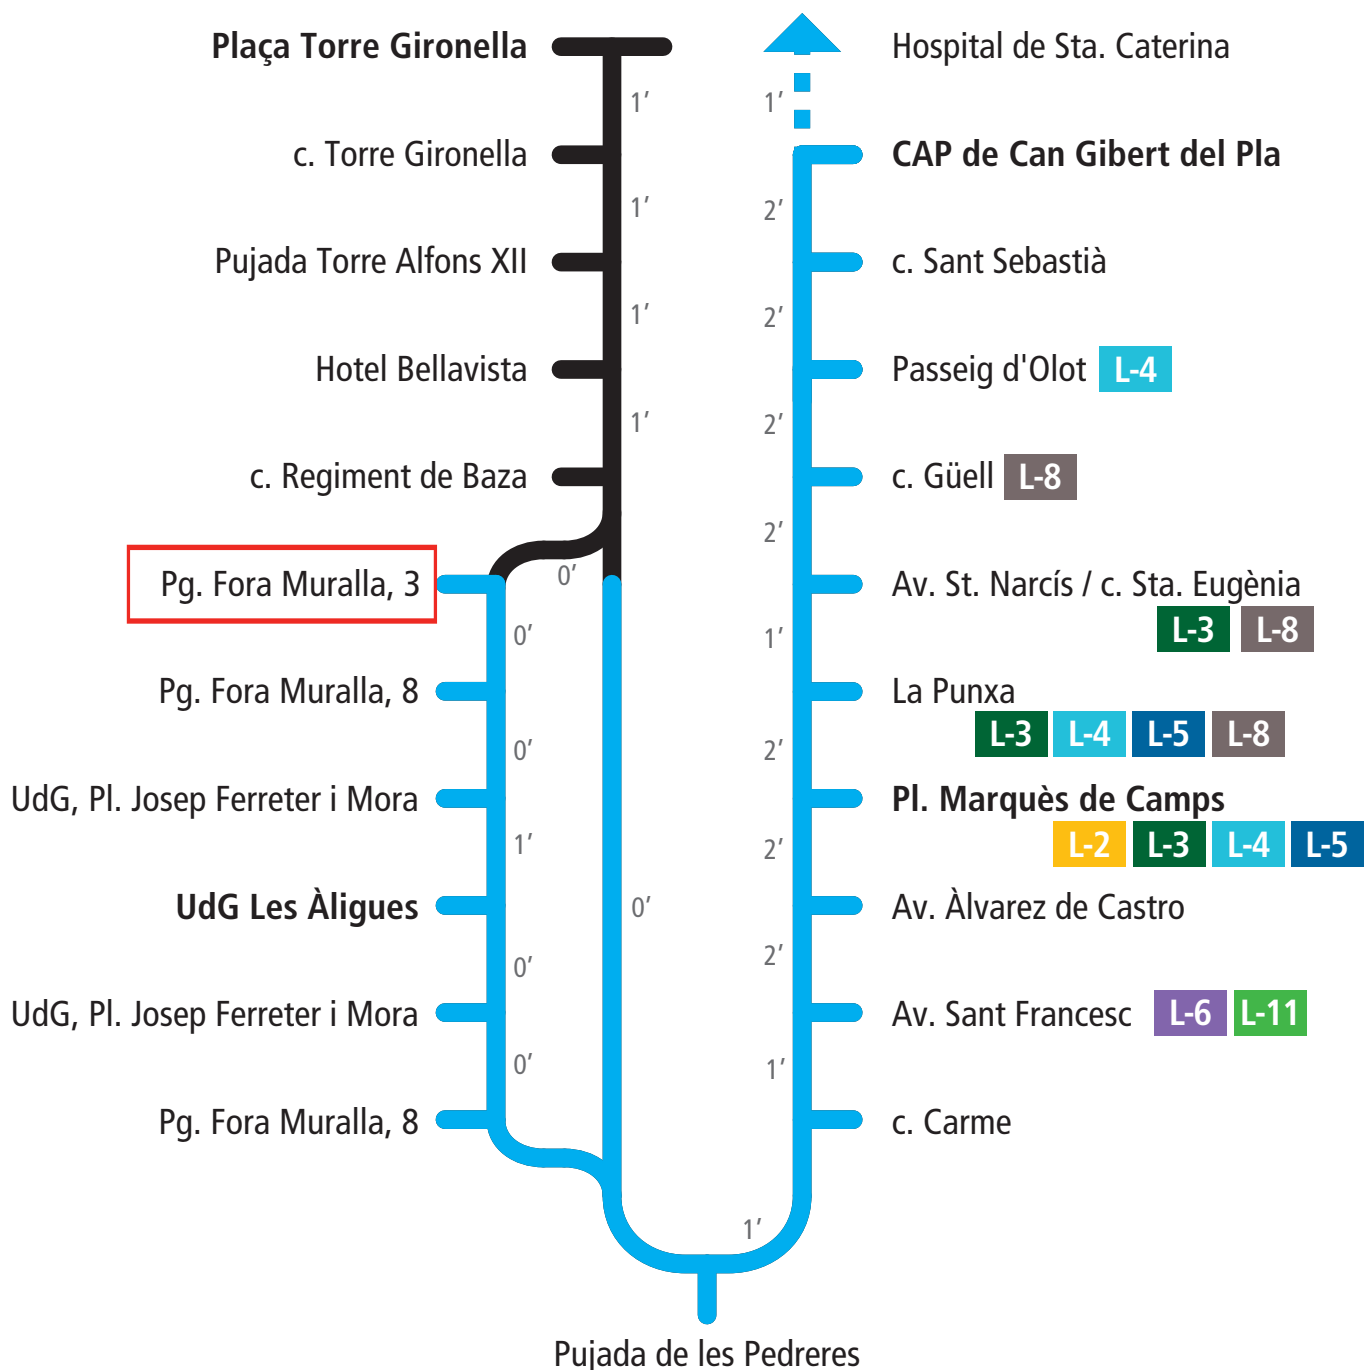 Plaça Torre Gironella
1’
c. Torre Gironella
1’
Pujada Torre Alfons XII
1’
Hotel Bellavista
1’
c. Regiment de Baza
0’
Pg. Fora Muralla, 3
0’
Pg. Fora Muralla, 8
0’
UdG, Pl. Josep Ferreter i Mora
1’
UdG Les Àligues
0’
0’
UdG, Pl. Josep Ferreter i Mora
0’
Pg. Fora Muralla, 8
Pujada de les Pedreres
1’
c. Carme
1’
Av. Sant Francesc L-6 L-11
2’
Av. Àlvarez de Castro
2’
Pl. Marquès de Camps
L-2 L-3 L-4 L-5
2’
La Punxa
L-3 L-4 L-5 L-8
1’
Av. St. Narcís / c. Sta. Eugènia
L-3 L-8
2’
c. Güell L-8
2’
Passeig d'Olot L-4
2’
c. Sant Sebastià
2’
CAP de Can Gibert del Pla
1’
Hospital de Sta. Caterina